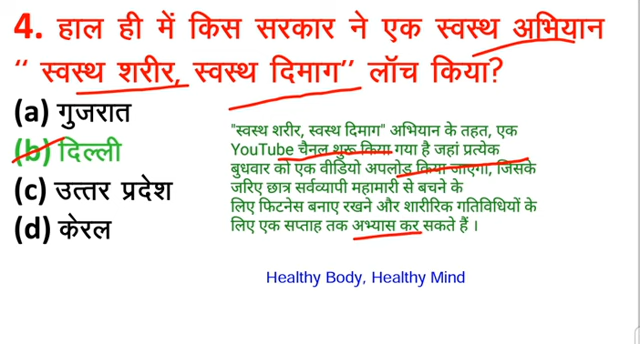 4. हाल ही में किस सरकार ने एक स्वस्थ अभियान
“ स्वस्थ शरीर, स्वस्थ दिमाग” लॉच किया?
(a) गुजरात
(b) दिल्ली
(c) उत्तर प्रदेश
(d) केरल
"स्वस्थ शरीर, स्वस्थ दिमाग" अभियान के तहत, एक
YouTube चैनल शुरू किया गया है जहां प्रत्येक
बुधवार को एक वीडियो अपलोड किया जाएगा, जिसके
जरिए छात्र सर्वव्यापी महामारी से बचने के
लिए फिटनेस बनाए रखने और शारीरिक गतिविधियों के
लिए एक सप्ताह तक अभ्यास कर सकते हैं ।
Healthy Body, Healthy Mind